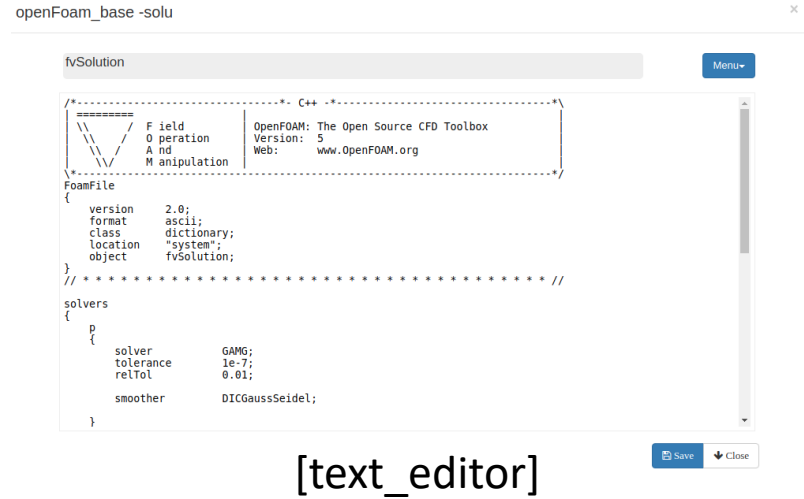 openFoam_base -solu
×
fvSolution
Menu
/*--------------------------------*- C++ -*----------------------------------*\
| =========                 |                                                 |
| \\      /  F ield         | OpenFOAM: The Open Source CFD Toolbox           |
|  \\    /   O peration     | Version:  5                                     |
|   \\  /    A nd           | Web:      www.OpenFOAM.org                      |
|    \\/     M anipulation  |                                                 |
\*---------------------------------------------------------------------------*/
FoamFile
{
    version     2.0;
    format      ascii;
    class       dictionary;
    location    "system";
    object      fvSolution;
}
// * * * * * * * * * * * * * * * * * * * * * * * * * * * * * * * * * * * * * //
solvers
{
    p
    {
        solver           GAMG;
        tolerance        1e-7;
        relTol           0.01;
        smoother         DICGaussSeidel;
    }
Save
Close
[text_editor]